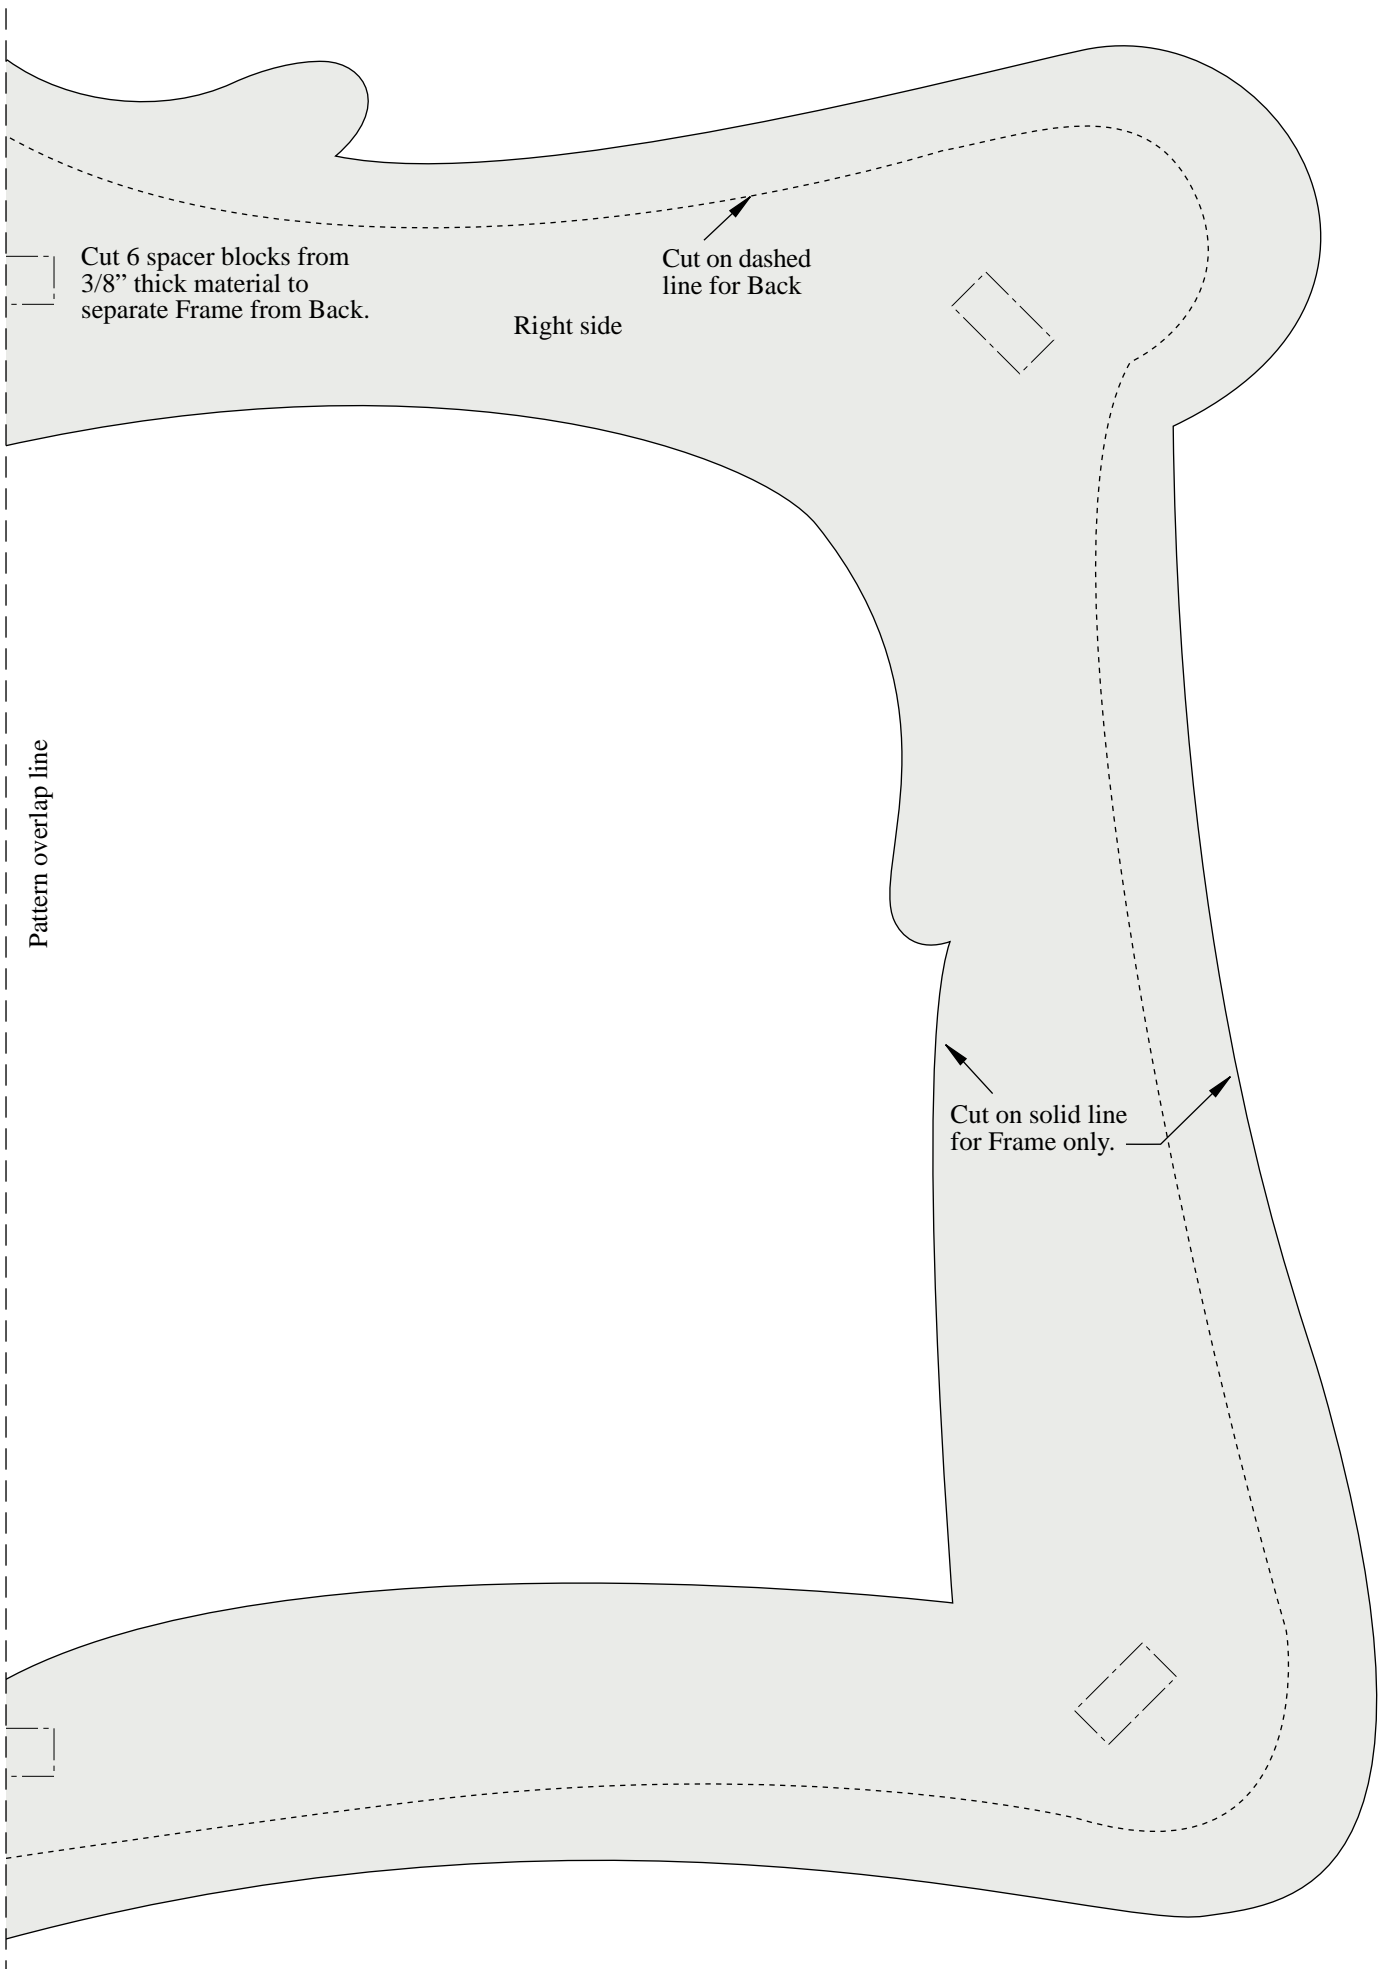 Cut 6 spacer blocks from
3/8” thick material to
separate Frame from Back.
Cut on dashed
line for Back
Right side
Pattern overlap line
Cut on solid line
for Frame only.